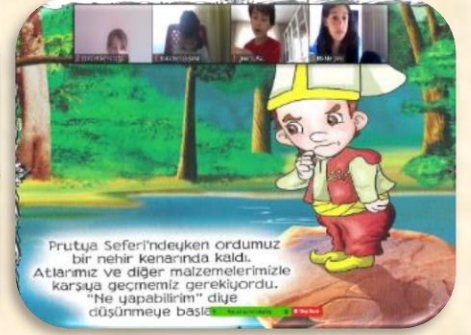 Prutya Seferi'ndeyken ordumuz
bir nehir kenarında kaldı.
Atlarımız ve diğer malzemelerimizle
karşıya geçmemiz gerekiyordu.
"Ne yapabilirim" diye
düşünmeye başla